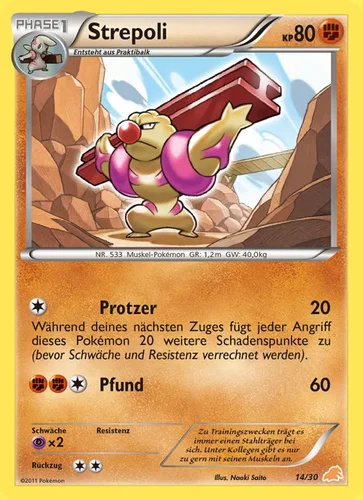 PHASE 1
Strepoli
KP 80
Entsteht aus Praktibalk
NR. 533 Muskel-Pokémon GR: 1,2m GW: 40,0kg
Protzer 20
Während deines nächsten Zuges fügt jeder Angriff
dieses Pokémon 20 weitere Schadenspunkte zu
(bevor Schwäche und Resistenz verrechnet werden).
Pfund 60
Schwäche Resistenz
×2
Rückzug
Zu Trainingszwecken trägt es
immer einen Stahlträger bei
sich. Unter Kollegen gibt es nur
zu gern mit seinen Muskeln an.
©2011 Pokémon
Illus. Naoki Saito
14/30